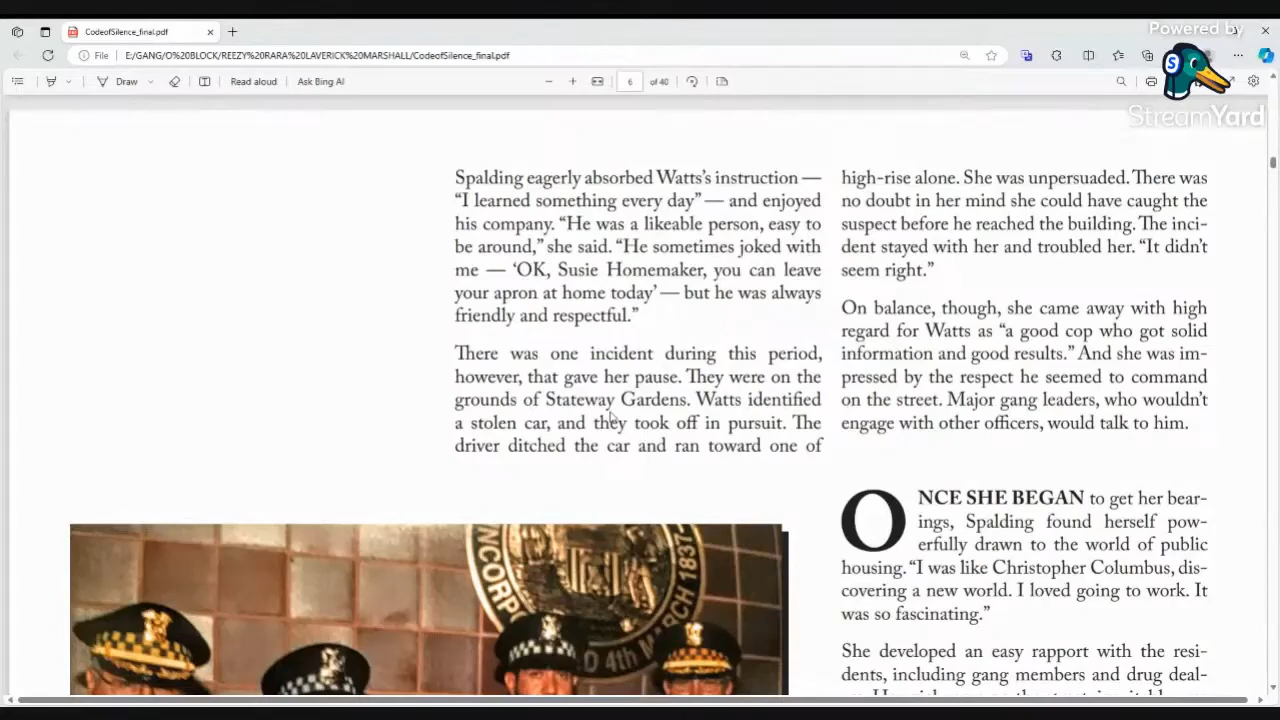 Powered by
CodeofSilence_final.pdf
File
E:/GANG/O%20BLOCK/REEZY%20RARA%20LAVERICK%20MARSHALL/CodeofSilence_final.pdf
Draw
Read aloud
Ask Bing AI
6
of 40
S
StreamYard
Spalding eagerly absorbed Watts's instruction —
“I learned something every day” — and enjoyed
his company. “He was a likeable person, easy to
be around,” she said. “He sometimes joked with
me — ‘OK, Susie Homemaker, you can leave
your apron at home today’ — but he was always
friendly and respectful.”
There was one incident during this period,
however, that gave her pause. They were on the
grounds of Stateway Gardens. Watts identified
a stolen car, and they took off in pursuit. The
driver ditched the car and ran toward one of
high-rise alone. She was unpersuaded. There was
no doubt in her mind she could have caught the
suspect before he reached the building. The inci-
dent stayed with her and troubled her. “It didn't
seem right.”
On balance, though, she came away with high
regard for Watts as “a good cop who got solid
information and good results.” And she was im-
pressed by the respect he seemed to command
on the street. Major gang leaders, who wouldn't
engage with other officers, would talk to him.
ONCE SHE BEGAN to get her bear-
ings, Spalding found herself pow-
erfully drawn to the world of public
housing. “I was like Christopher Columbus, dis-
covering a new world. I loved going to work. It
was so fascinating.”
She developed an easy rapport with the resi-
dents, including gang members and drug deal-
NCORP
D 4th MARCH 1837